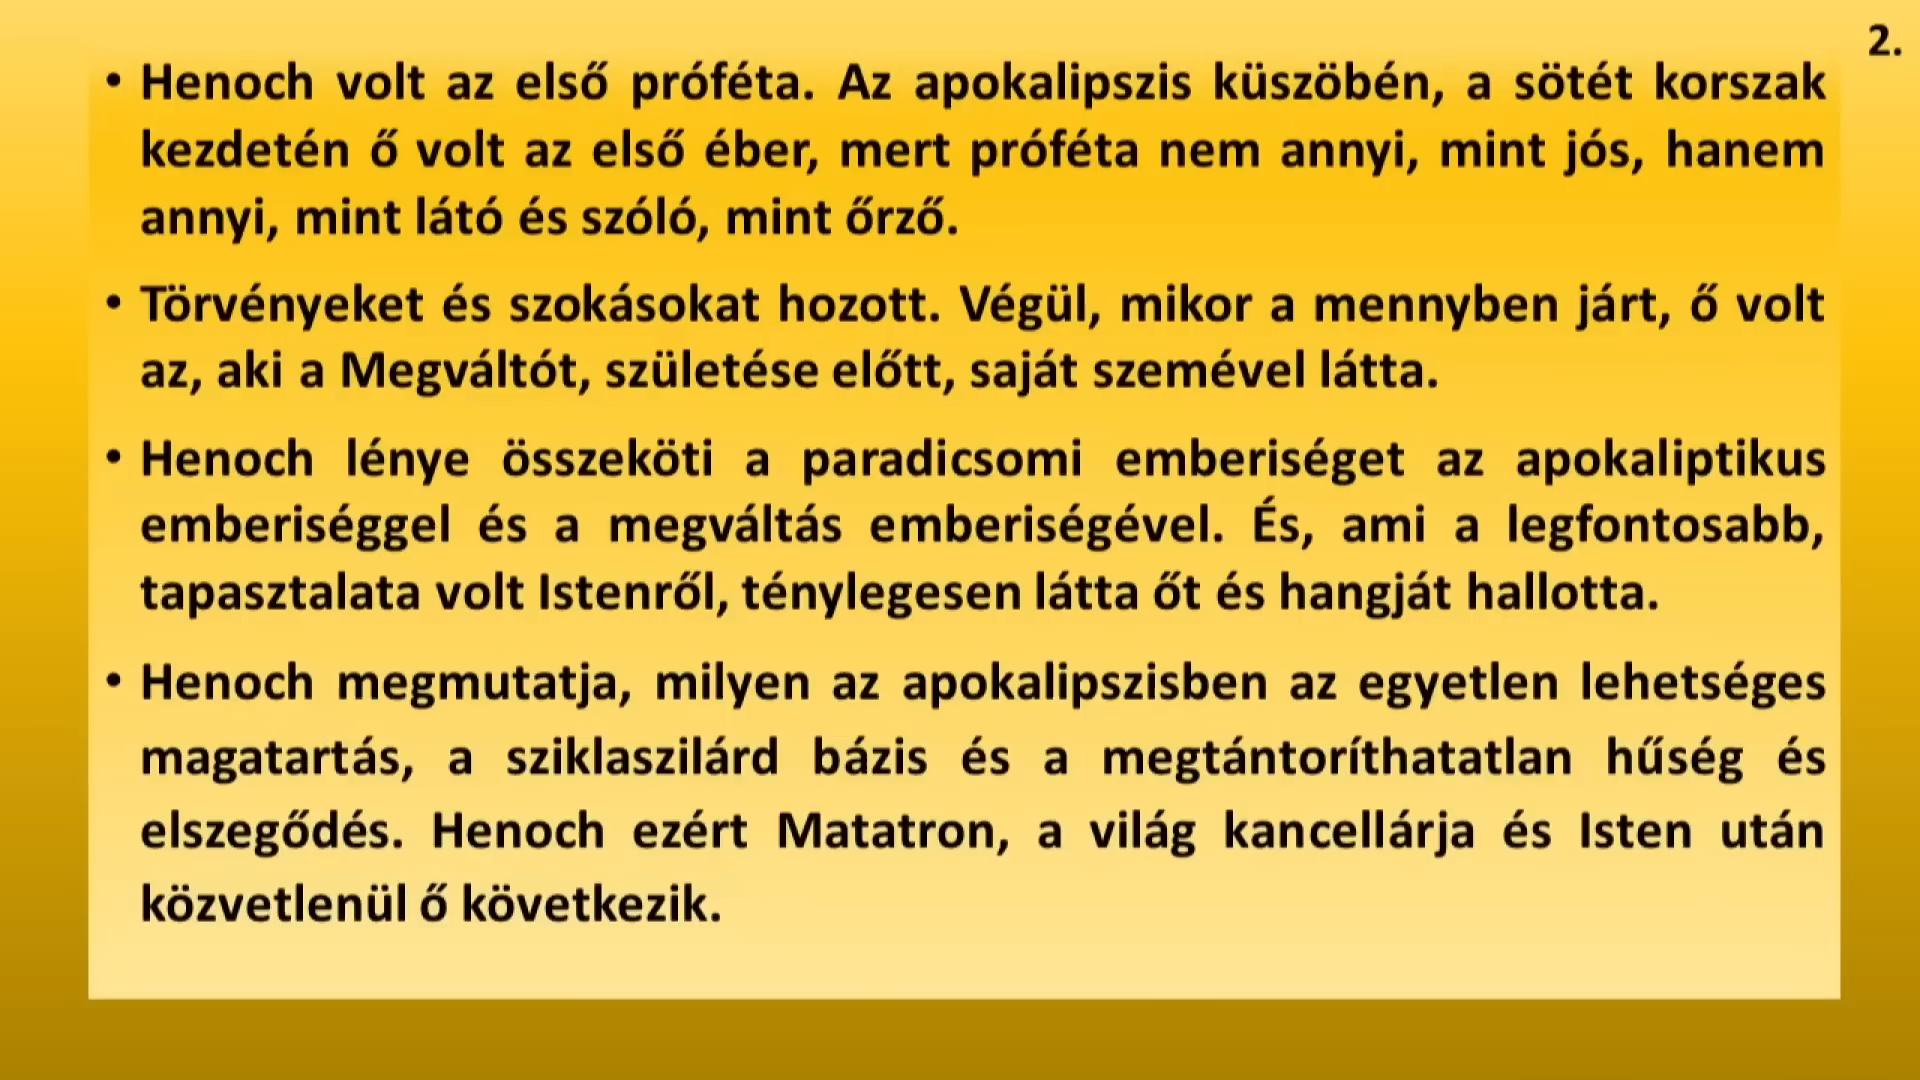 2.
• Henoch volt az első próféta. Az apokalipszis küszöbén, a sötét korszak
kezdetén ő volt az első éber, mert próféta nem annyi, mint jós, hanem
annyi, mint látó és szóló, mint őrző.
• Törvényeket és szokásokat hozott. Végül, mikor a mennyben járt, ő volt
az, aki a Megváltót, születése előtt, saját szemével látta.
• Henoch lénye összeköti a paradicsomi emberiséget az apokaliptikus
emberiséggel és a megváltás emberiségével. És, ami a legfontosabb,
tapasztalata volt Istenről, ténylegesen látta őt és hangját hallotta.
• Henoch megmutatja, milyen az apokalipszisben az egyetlen lehetséges
magatartás, a sziklaszilárd bázis és a megtántoríthatatlan hűség és
elszegődés. Henoch ezért Matatron, a világ kancellárja és Isten után
közvetlenül ő következik.